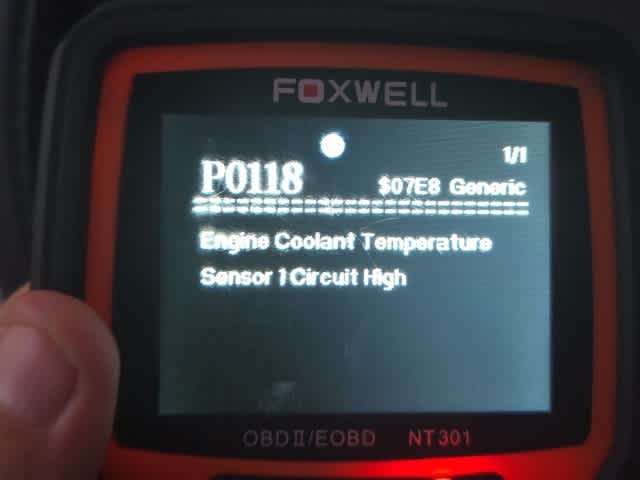 FOXWELL
1/1
P0118 $07E8 Generic
Engine Coolant Temperature
Sensor 1 Circuit High
OBDII/EOBD NT301